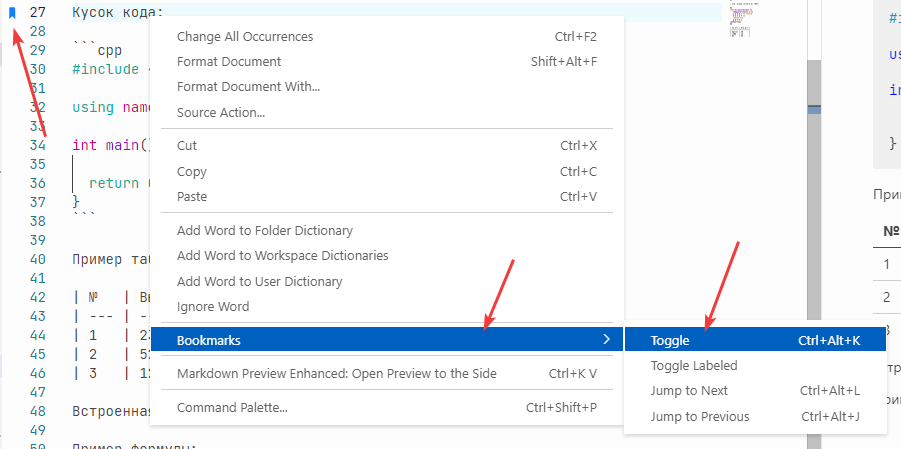 27 Кусок кода:
28
29 ```cpp
30 #include
31
32 using name
33
34 int main()
35
36 return
37 }
38 ```
39
40 Пример таб
41
42 | № | Вы
43 | --- | --
44 | 1 | 23
45 | 2 | 52
46 | 3 | 12
47
48 Встроенная
49
50 Пример формулы:
Change All Occurrences Ctrl+F2
Format Document Shift+Alt+F
Format Document With...
Source Action...
Cut Ctrl+X
Copy Ctrl+C
Paste Ctrl+V
Add Word to Folder Dictionary
Add Word to Workspace Dictionaries
Add Word to User Dictionary
Ignore Word
Bookmarks
Markdown Preview Enhanced: Open Preview to the Side Ctrl+K V
Command Palette... Ctrl+Shift+P
Toggle Ctrl+Alt+K
Toggle Labeled
Jump to Next Ctrl+Alt+L
Jump to Previous Ctrl+Alt+J
#i
us
in
}
При
№
1
2
3